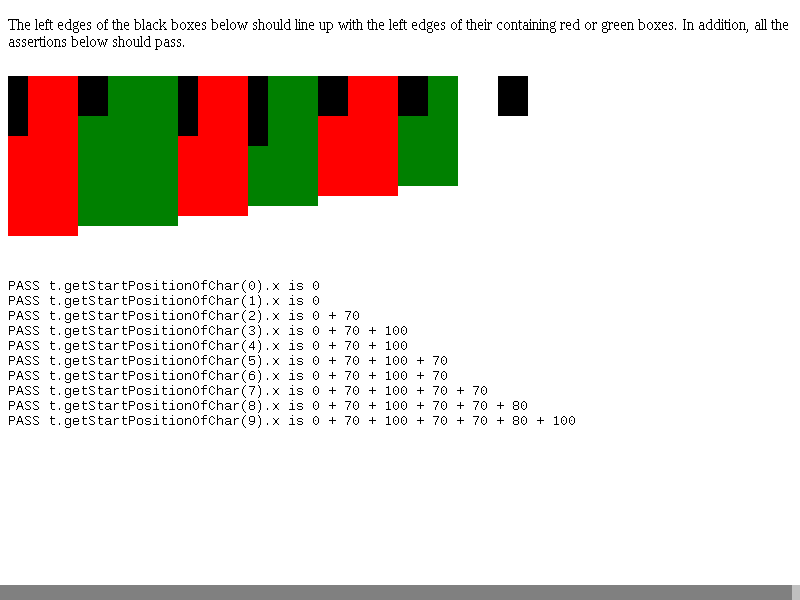 The left edges of the black boxes below should line up with the left edges of their containing red or green boxes. In addition, all the
assertions below should pass.
PASS t.getStartPositionOfChar(0).x is 0
PASS t.getStartPositionOfChar(1).x is 0
PASS t.getStartPositionOfChar(2).x is 0 + 70
PASS t.getStartPositionOfChar(3).x is 0 + 70 + 100
PASS t.getStartPositionOfChar(4).x is 0 + 70 + 100
PASS t.getStartPositionOfChar(5).x is 0 + 70 + 100 + 70
PASS t.getStartPositionOfChar(6).x is 0 + 70 + 100 + 70
PASS t.getStartPositionOfChar(7).x is 0 + 70 + 100 + 70 + 70
PASS t.getStartPositionOfChar(8).x is 0 + 70 + 100 + 70 + 70 + 80
PASS t.getStartPositionOfChar(9).x is 0 + 70 + 100 + 70 + 70 + 80 + 100